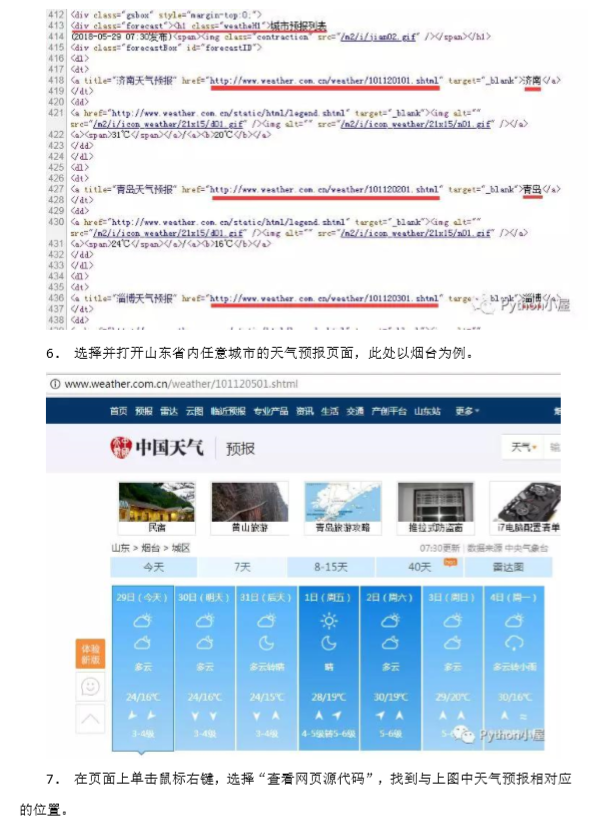 412 <div class="gsbox" style="margin-top:0;">
413 <div class="forecast"><h1 class="weatheH1">城市预报列表
414 (2018-05-29 07:30发布)<span><img class="contraction" src="/m2/i/jian02.gif" /></span></h1>
415 <div class="forecastBox" id="forecastID">
416 <dl>
417 <dt>
418 <a title="济南天气预报" href="http://www.weather.com.cn/weather/101120101.shtml" target="_blank">济南</a>
419 </dt>
420 <dd>
421 <a href="http://www.weather.com.cn/static/html/legend.shtml" target="_blank"><img alt=""
src="/m2/i/icon_weather/21x15/d01.gif" /><img alt="" src="/m2/i/icon_weather/21x15/n01.gif" /></a>
422 <a><span>31℃</span></a>/<a><b>20℃</b></a>
423 </dd>
424 </dl>
425 <dl>
426 <dt>
427 <a title="青岛天气预报" href="http://www.weather.com.cn/weather/101120201.shtml" target="_blank">青岛</a>
428 </dt>
429 <dd>
430 <a href="http://www.weather.com.cn/static/html/legend.shtml" target="_blank"><img alt=""
src="/m2/i/icon_weather/21x15/d01.gif" /><img alt="" src="/m2/i/icon_weather/21x15/n01.gif" /></a>
431 <a><span>24℃</span></a>/<a><b>16℃</b></a>
432 </dd>
433 </dl>
434 <dl>
435 <dt>
436 <a title="淄博天气预报" href="http://www.weather.com.cn/weather/101120301.shtml" target="_blank">淄博</a>
437 </dt>
438 <dd>
Python小屋
6. 选择并打开山东省内任意城市的天气预报页面，此处以烟台为例。
www.weather.com.cn/weather/101120501.shtml
首页 预报 雷达 云图 临近预报 专业产品 资讯 生活 交通 产创平台 山东站 更多
中国天气 预报 天气
民宿 黄山旅游 青岛旅游攻略 推拉式防盗窗 i7电脑配置清单
山东 > 烟台 > 城区 07:30更新 | 数据来源 中央气象台
今天 7天 8-15天 40天 雷达图
29日（今天） 30日（明天） 31日（后天） 1日（周五） 2日（周六） 3日（周日） 4日（周一）
体验
新版
多云 多云 多云转晴 晴 多云 多云 多云转小雨
24/16℃ 24/16℃ 24/15℃ 28/19℃ 30/19℃ 29/20℃ 30/16℃
3-4级 3-4级 3-4级 4-5级转5-6级 5-6级
Python小屋
7. 在页面上单击鼠标右键，选择“查看网页源代码”，找到与上图中天气预报相对应
的位置。